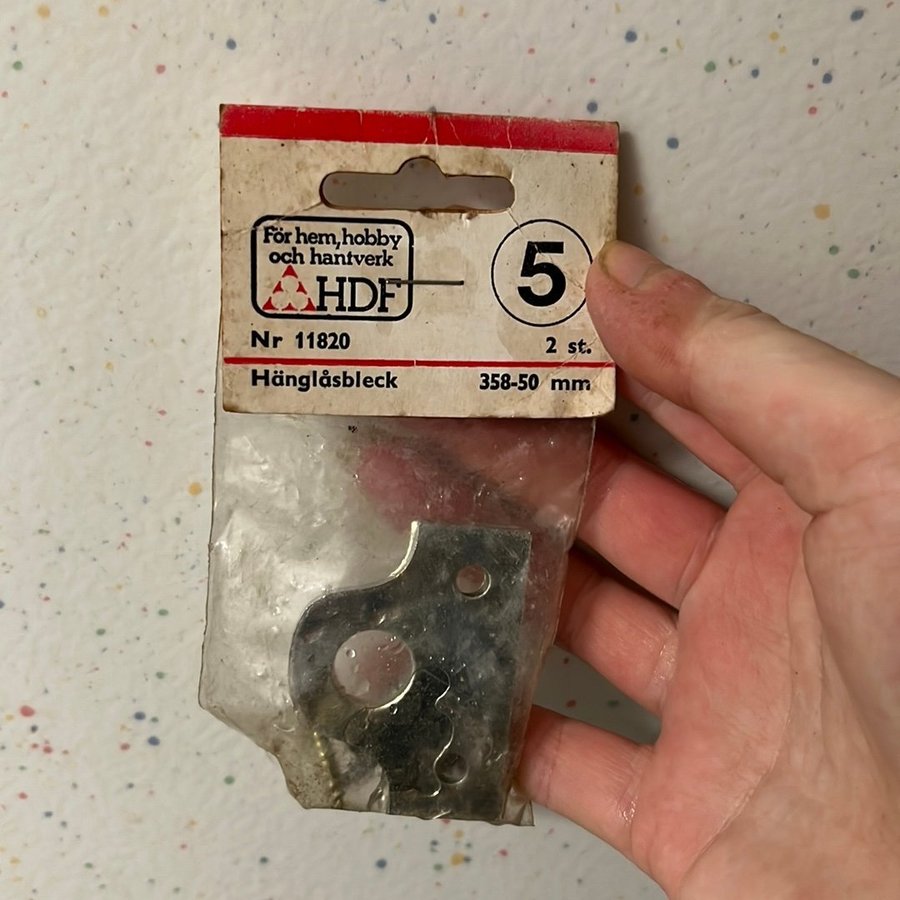 För hem, hobby
och hantverk
HDF
5
Nr 11820
2 st.
Hänglåsbleck
358-50 mm